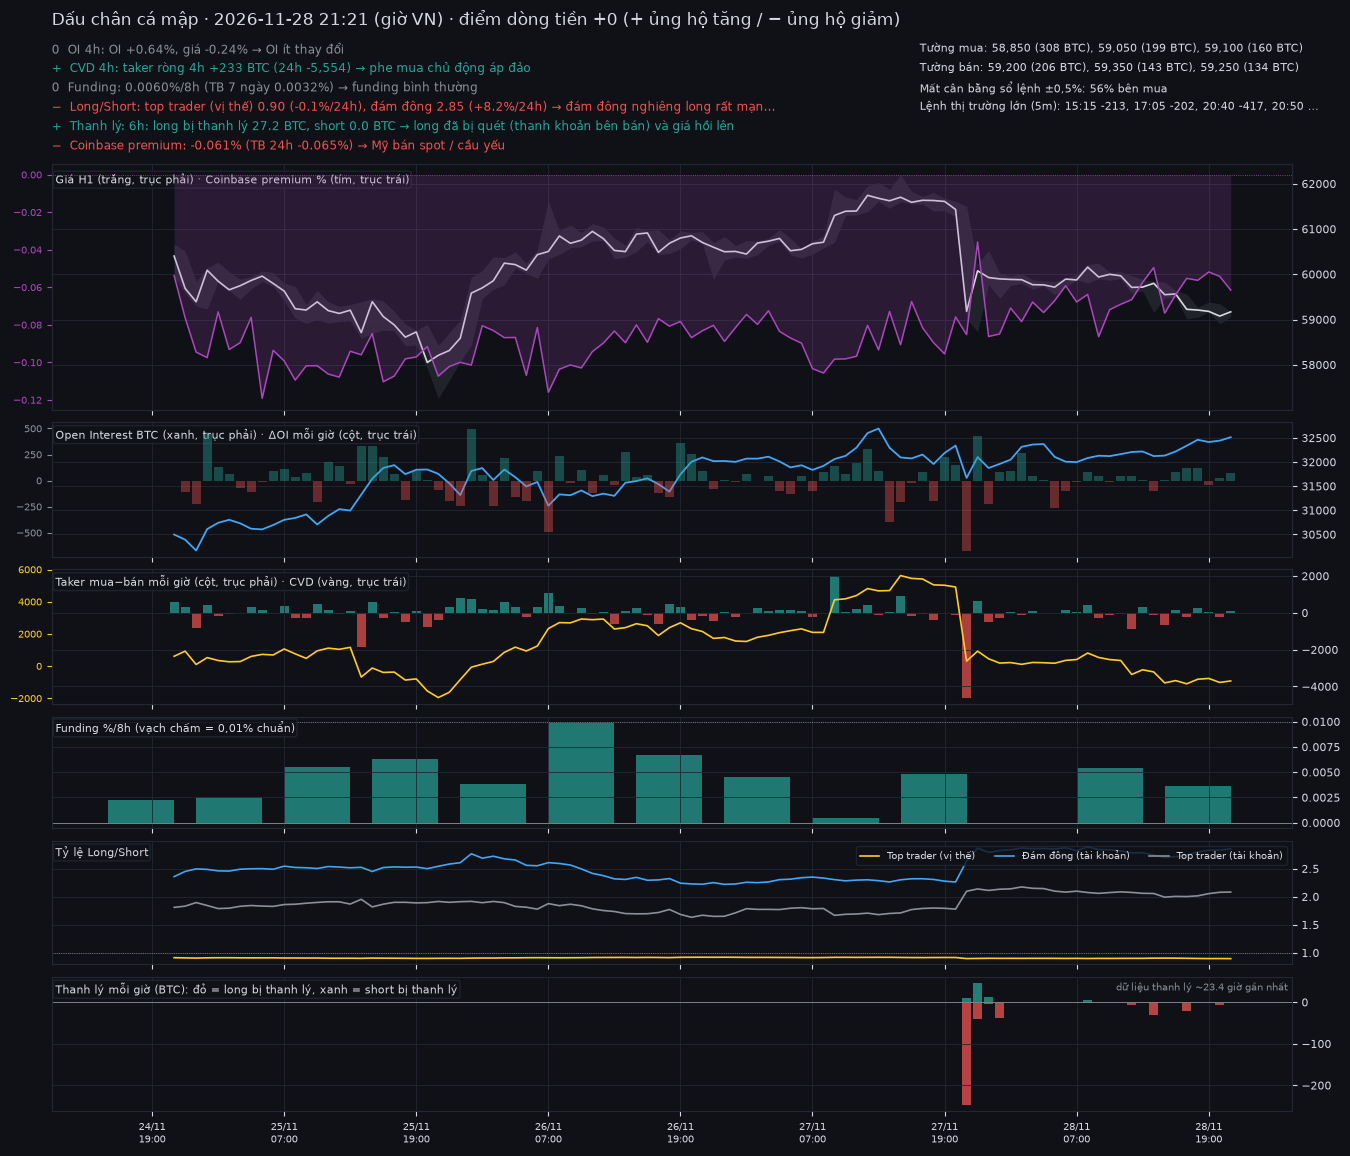 Dấu chân cá mập · 2026-11-28 21:21 (giờ VN) · điểm dòng tiền +0 (+ ủng hộ tăng / − ủng hộ giảm)
0 OI 4h: OI +0.64%, giá -0.24% → OI ít thay đổi
+ CVD 4h: taker ròng 4h +233 BTC (24h -5,554) → phe mua chủ động áp đảo
0 Funding: 0.0060%/8h (TB 7 ngày 0.0032%) → funding bình thường
− Long/Short: top trader (vị thế) 0.90 (-0.1%/24h), đám đông 2.85 (+8.2%/24h) → đám đông nghiêng long rất mạn...
+ Thanh lý: 6h: long bị thanh lý 27.2 BTC, short 0.0 BTC → long đã bị quét (thanh khoản bên bán) và giá hồi lên
− Coinbase premium: -0.061% (TB 24h -0.065%) → Mỹ bán spot / cầu yếu
Tường mua: 58,850 (308 BTC), 59,050 (199 BTC), 59,100 (160 BTC)
Tường bán: 59,200 (206 BTC), 59,350 (143 BTC), 59,250 (134 BTC)
Mất cân bằng sổ lệnh ±0,5%: 56% bên mua
Lệnh thị trường lớn (5m): 15:15 -213, 17:05 -202, 20:40 -417, 20:50 ...
Giá H1 (trắng, trục phải) · Coinbase premium % (tím, trục trái)
0.00
−0.02
−0.04
−0.06
−0.08
−0.10
−0.12
62000
61000
60000
59000
58000
Open Interest BTC (xanh, trục phải) · ΔOI mỗi giờ (cột, trục trái)
500
250
0
−250
−500
32500
32000
31500
31000
30500
Taker mua−bán mỗi giờ (cột, trục phải) · CVD (vàng, trục trái)
6000
4000
2000
0
−2000
2000
0
−2000
−4000
Funding %/8h (vạch chấm = 0,01% chuẩn)
0.0100
0.0075
0.0050
0.0025
0.0000
Tỷ lệ Long/Short
Top trader (vị thế)
Đám đông (tài khoản)
Top trader (tài khoản)
2.5
2.0
1.5
1.0
Thanh lý mỗi giờ (BTC): đỏ = long bị thanh lý, xanh = short bị thanh lý
dữ liệu thanh lý ~23.4 giờ gần nhất
0
−100
−200
24/11
19:00
25/11
07:00
25/11
19:00
26/11
07:00
26/11
19:00
27/11
07:00
27/11
19:00
28/11
07:00
28/11
19:00